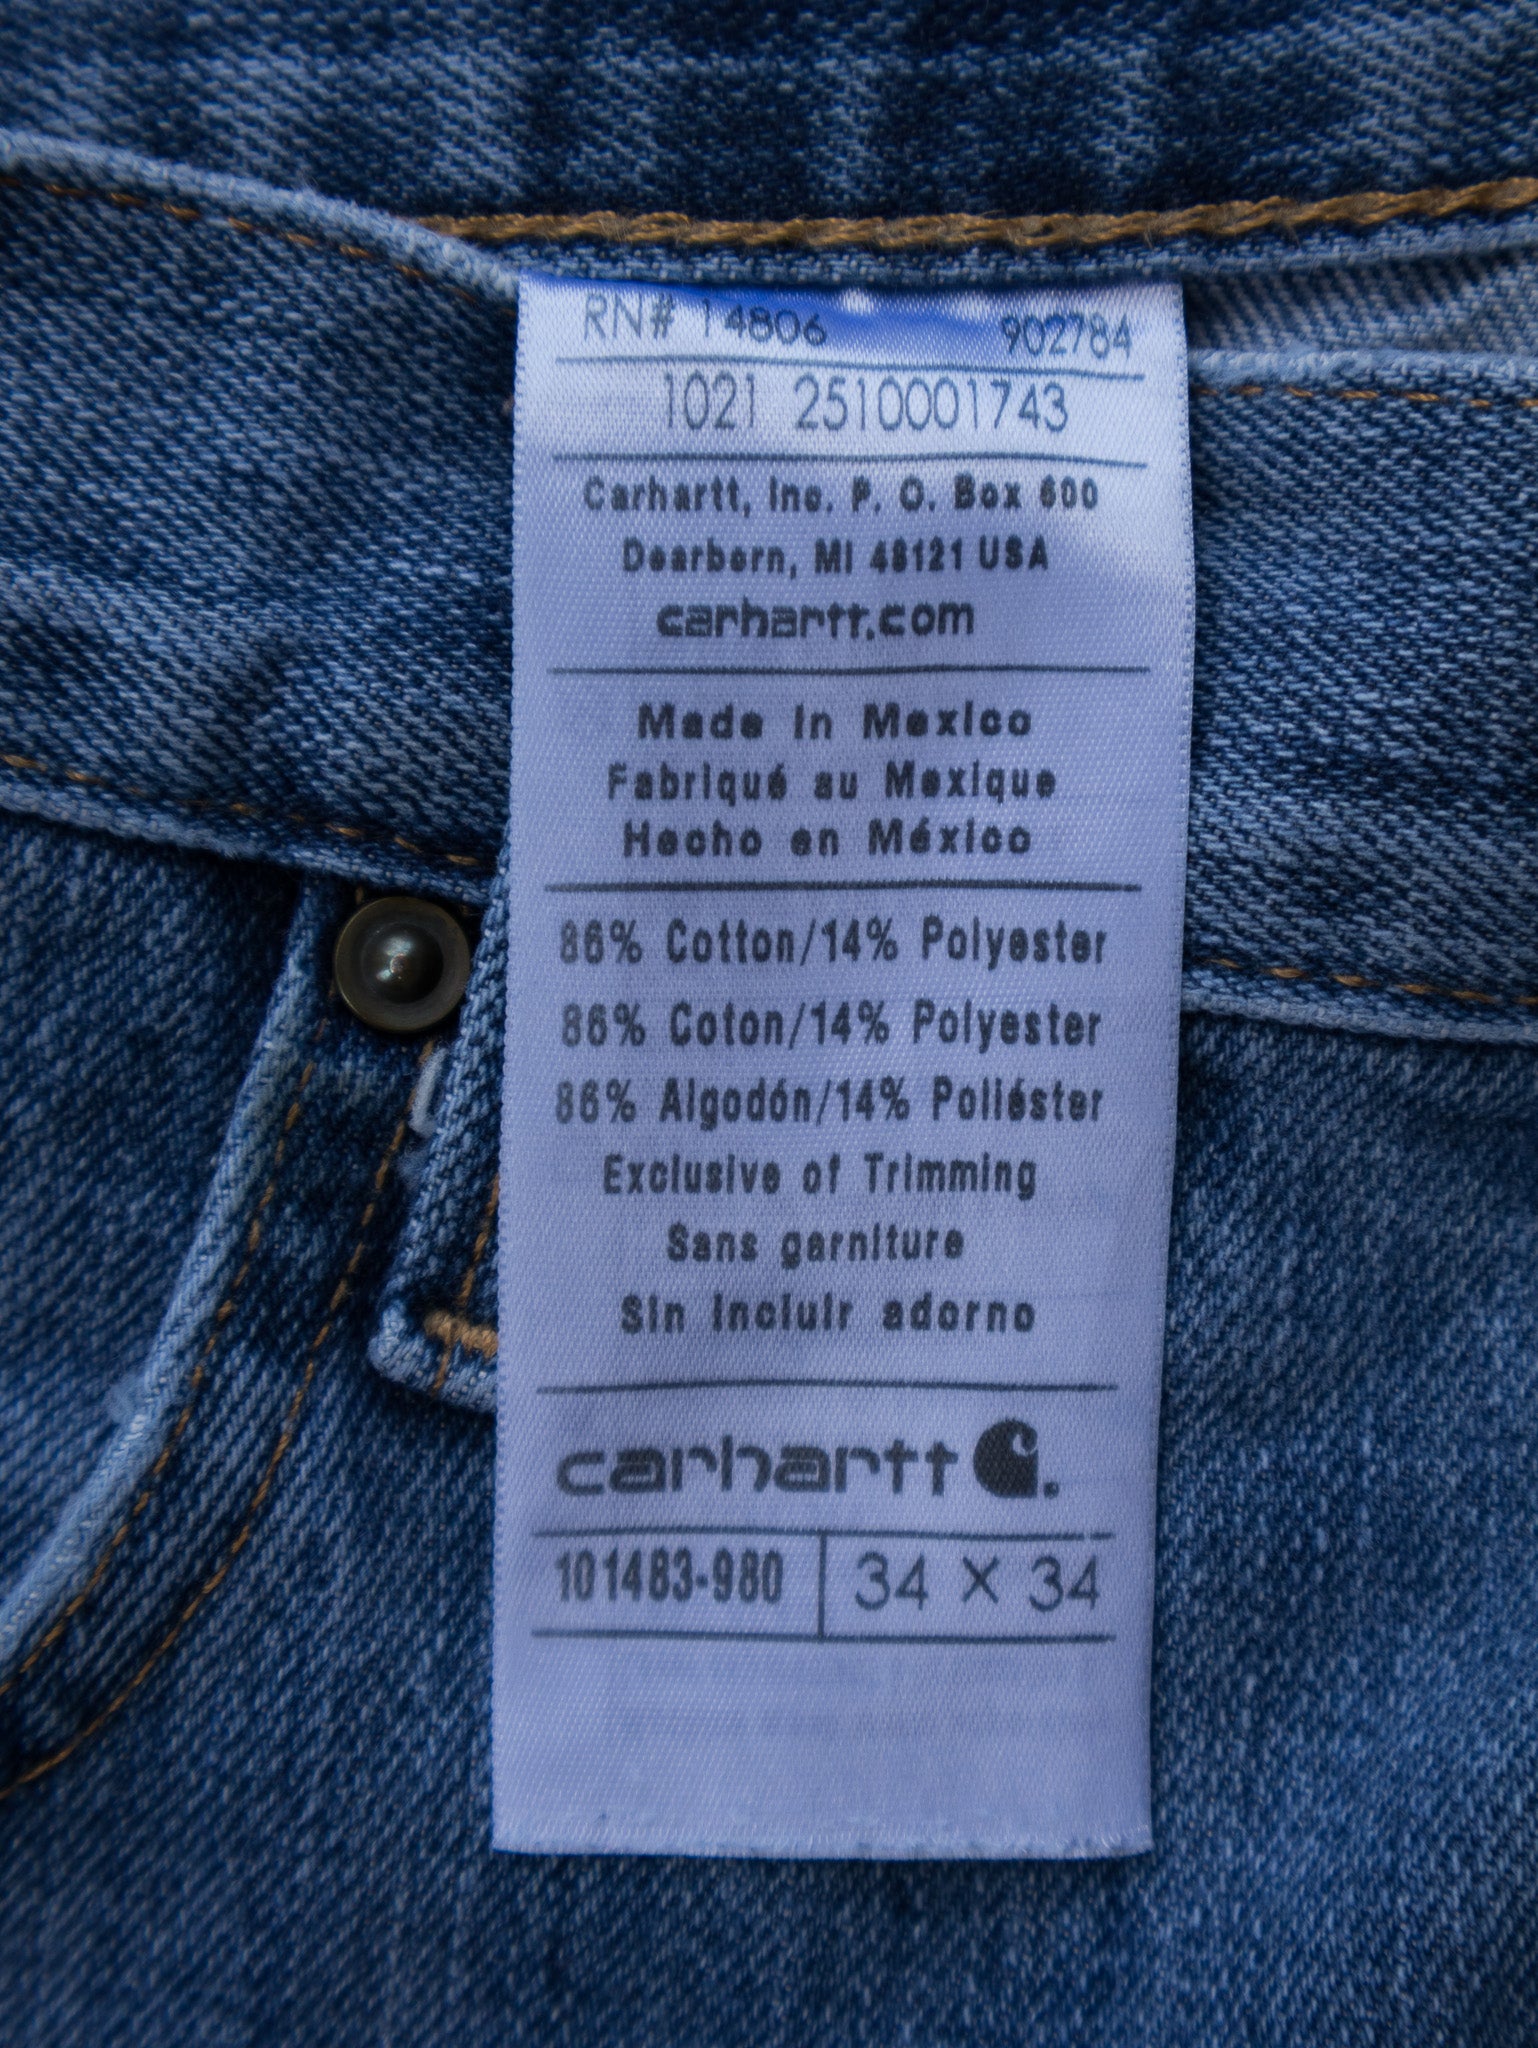 RN# 14806 902784
1021 2510001743
Carhartt, Inc. P. O. Box 600
Dearborn, MI 48121 USA
carhartt.com
Made in Mexico
Fabriqué au Mexique
Hecho en México
86% Cotton/14% Polyester
86% Coton/14% Polyester
86% Algodón/14% Poliéster
Exclusive of Trimming
Sans garniture
Sin incluir adorno
carhartt
101483-980 34 X 34